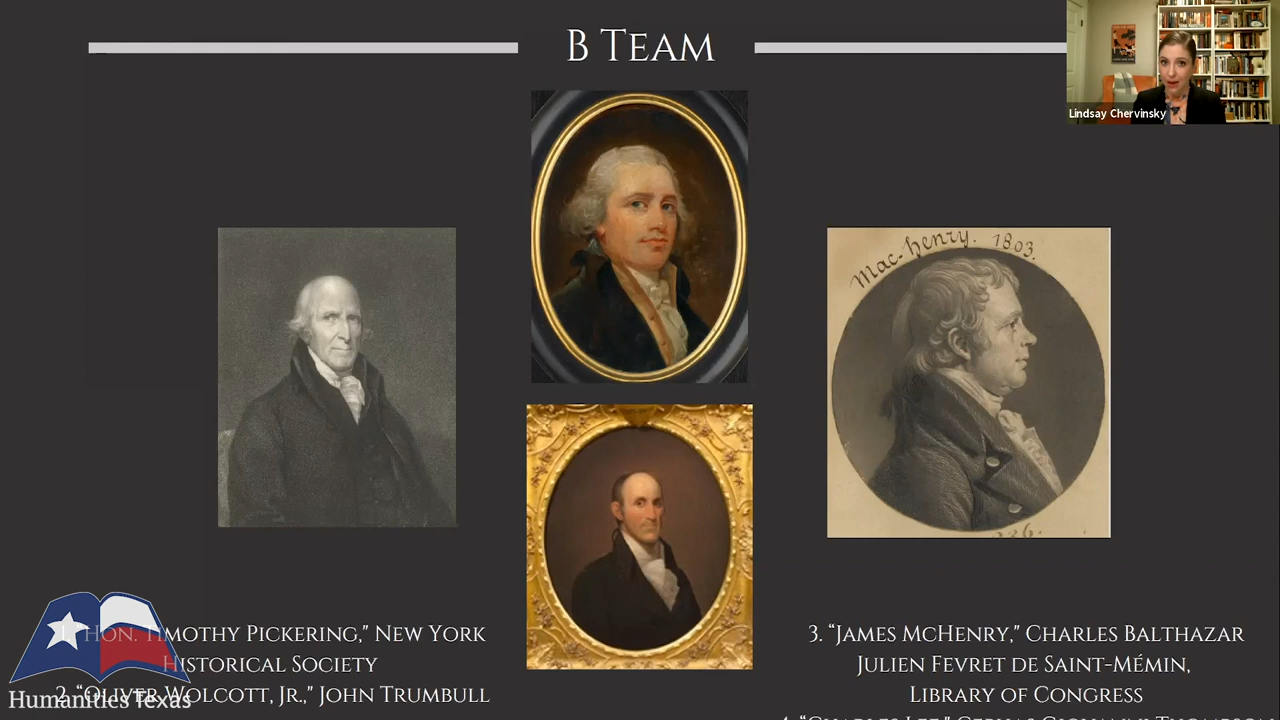 B Team
Lindsay Chervinsky
Mac-henry. 1803.
1. "Hon. Timothy Pickering," New York
Historical Society
2. "Oliver Wolcott, Jr.," John Trumbull
Humanities Texas
3. “James McHenry," Charles Balthazar
Julien Fevret de Saint-Mémin,
Library of Congress